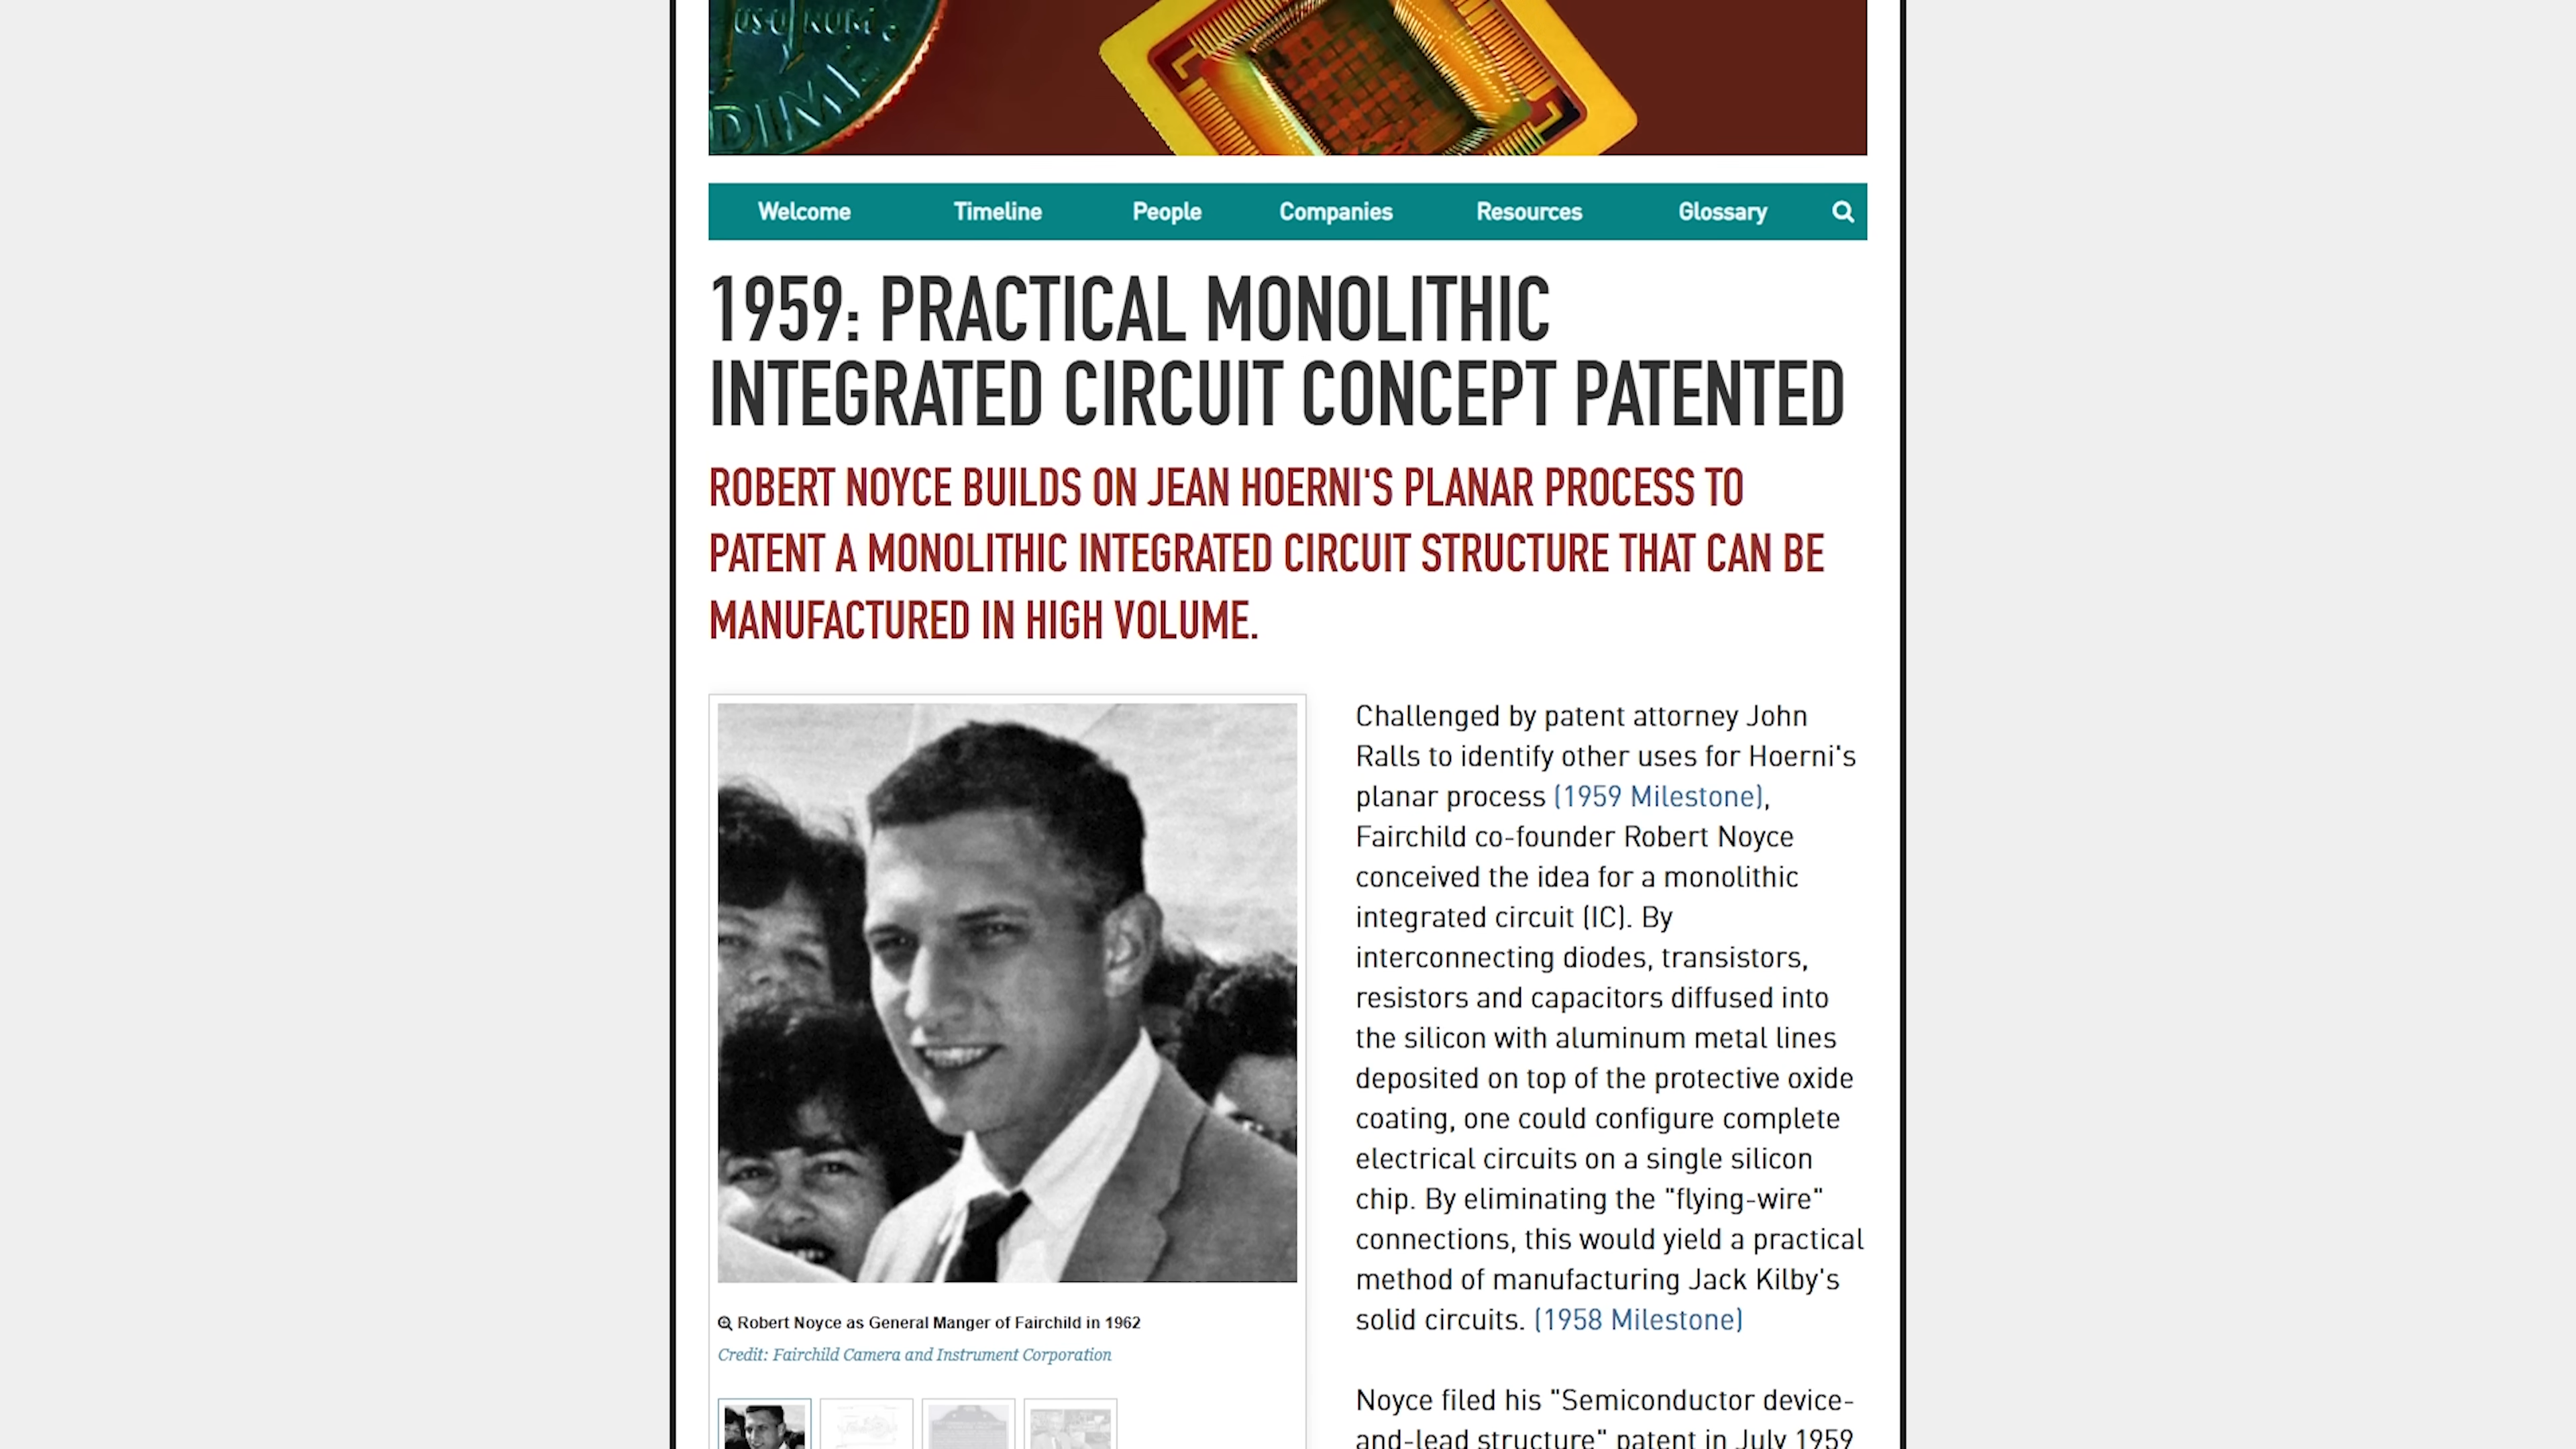 DIME
Welcome
Timeline
People
Companies
Resources
Glossary
1959: PRACTICAL MONOLITHIC
INTEGRATED CIRCUIT CONCEPT PATENTED
ROBERT NOYCE BUILDS ON JEAN HOERNI'S PLANAR PROCESS TO
PATENT A MONOLITHIC INTEGRATED CIRCUIT STRUCTURE THAT CAN BE
MANUFACTURED IN HIGH VOLUME.
Robert Noyce as General Manger of Fairchild in 1962
Credit: Fairchild Camera and Instrument Corporation
Challenged by patent attorney John
Ralls to identify other uses for Hoerni's
planar process (1959 Milestone),
Fairchild co-founder Robert Noyce
conceived the idea for a monolithic
integrated circuit (IC). By
interconnecting diodes, transistors,
resistors and capacitors diffused into
the silicon with aluminum metal lines
deposited on top of the protective oxide
coating, one could configure complete
electrical circuits on a single silicon
chip. By eliminating the "flying-wire"
connections, this would yield a practical
method of manufacturing Jack Kilby's
solid circuits. (1958 Milestone)
Noyce filed his "Semiconductor device-
and-lead structure" patent in July 1959